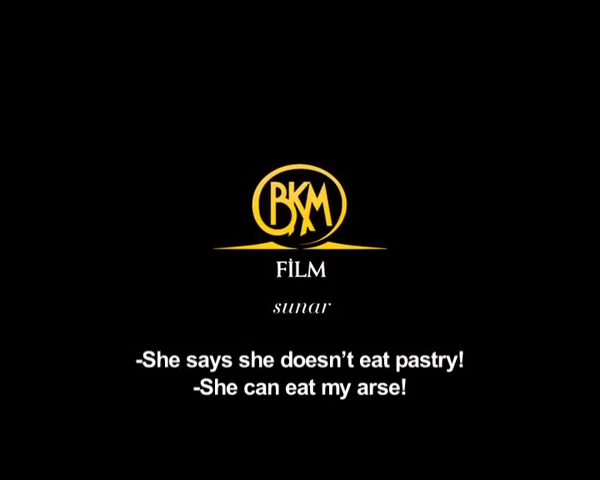 BKM
FİLM
sunar
-She says she doesn't eat pastry!
-She can eat my arse!